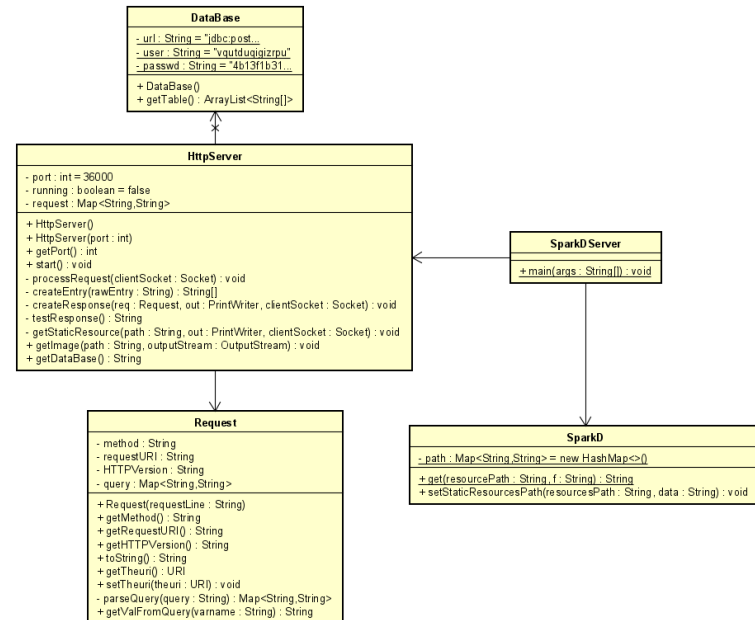 DataBase
- url : String = "jdbc:post...
- user : String = "vqutduqigizrpu"
- passwd : String = "4b13f1b31...
+ DataBase()
+ getTable() : ArrayList<String[]>
HttpServer
- port : int = 36000
- running : boolean = false
- request : Map<String,String>
+ HttpServer()
+ HttpServer(port : int)
+ getPort() : int
+ start() : void
- processRequest(clientSocket : Socket) : void
- createEntry(rawEntry : String) : String[]
- createResponse(req : Request, out : PrintWriter, clientSocket : Socket) : void
- testResponse() : String
- getStaticResource(path : String, out : PrintWriter, clientSocket : Socket) : void
+ getImage(path : String, outputStream : OutputStream) : void
+ getDataBase() : String
SparkDServer
+ main(args : String[]) : void
Request
- method : String
- requestURI : String
- HTTPVersion : String
- query : Map<String,String>
+ Request(requestLine : String)
+ getMethod() : String
+ getRequestURI() : String
+ getHTTPVersion() : String
+ toString() : String
+ getTheuri() : URI
+ setTheuri(theuri : URI) : void
- parseQuery(query : String) : Map<String,String>
+ getValFromQuery(varname : String) : String
SparkD
- path : Map<String,String> = new HashMap<>()
+ get(resourcePath : String, f : String) : String
+ setStaticResourcesPath(resourcesPath : String, data : String) : void